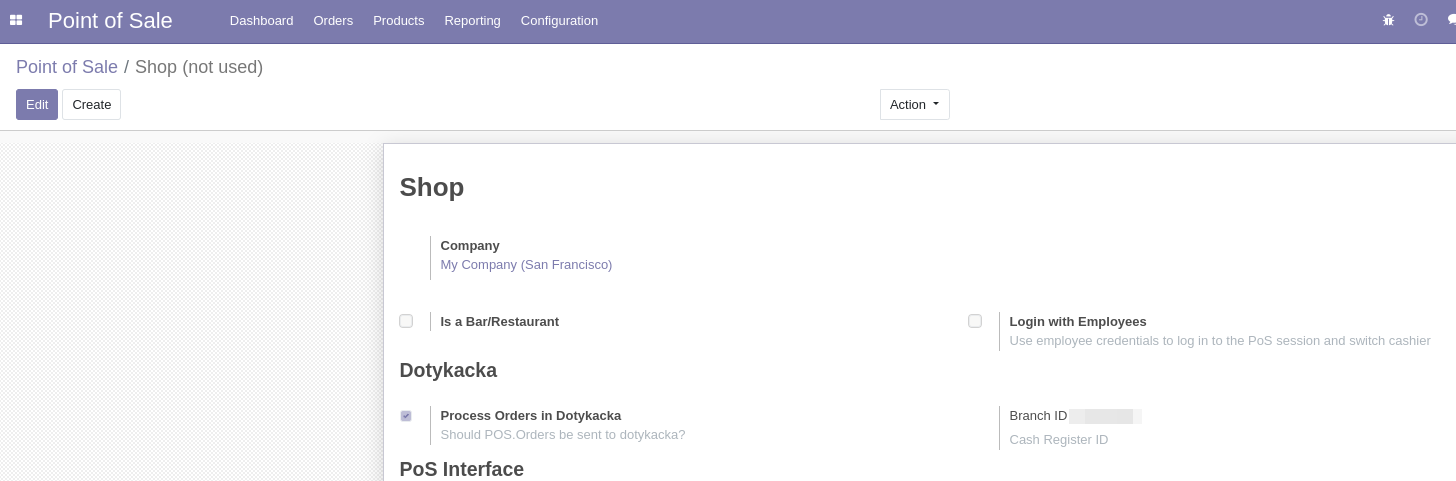 Point of Sale Dashboard Orders Products Reporting Configuration
Point of Sale / Shop (not used)
Edit Create Action
Shop
Company
My Company (San Francisco)
Is a Bar/Restaurant Login with Employees
Use employee credentials to log in to the PoS session and switch cashier
Dotykacka
Process Orders in Dotykacka Branch ID
Should POS.Orders be sent to dotykacka? Cash Register ID
PoS Interface